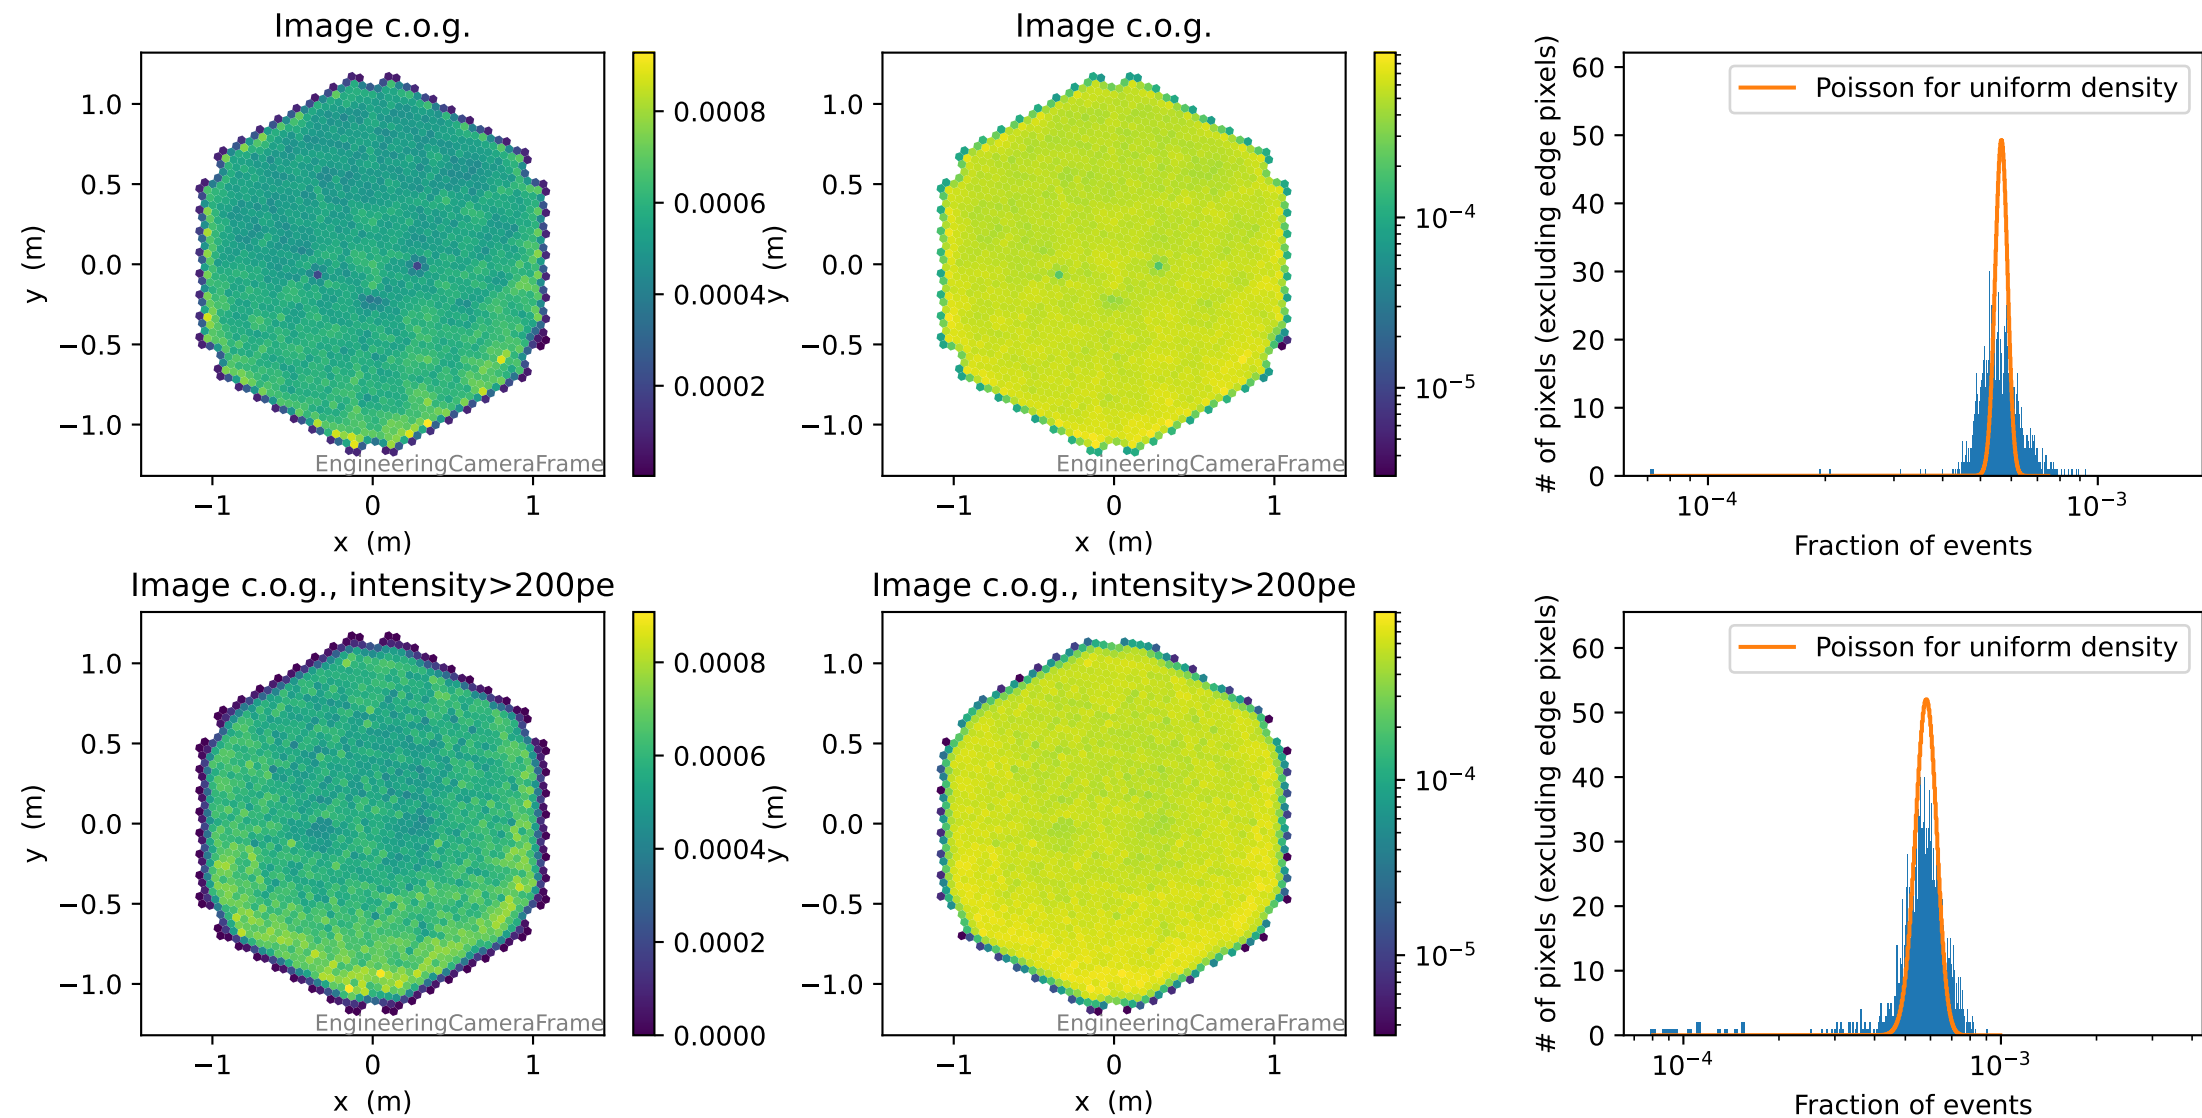 Image c.o.g.
1.0
0.5
0.0
−0.5
−1.0
−1
0
1
y (m)
x (m)
EngineeringCameraFrame
0.0008
0.0006
0.0004
0.0002
Image c.o.g.
1.0
0.5
0.0
−0.5
−1.0
−1
0
1
y (m)
x (m)
EngineeringCameraFrame
10⁻⁴
10⁻⁵
Poisson for uniform density
60
50
40
30
20
10
0
# of pixels (excluding edge pixels)
10⁻⁴
10⁻³
Fraction of events
Image c.o.g., intensity>200pe
1.0
0.5
0.0
−0.5
−1.0
−1
0
1
y (m)
x (m)
EngineeringCameraFrame
0.0008
0.0006
0.0004
0.0002
0.0000
Image c.o.g., intensity>200pe
1.0
0.5
0.0
−0.5
−1.0
−1
0
1
y (m)
x (m)
EngineeringCameraFrame
10⁻⁴
10⁻⁵
Poisson for uniform density
60
50
40
30
20
10
0
# of pixels (excluding edge pixels)
10⁻⁴
10⁻³
Fraction of events